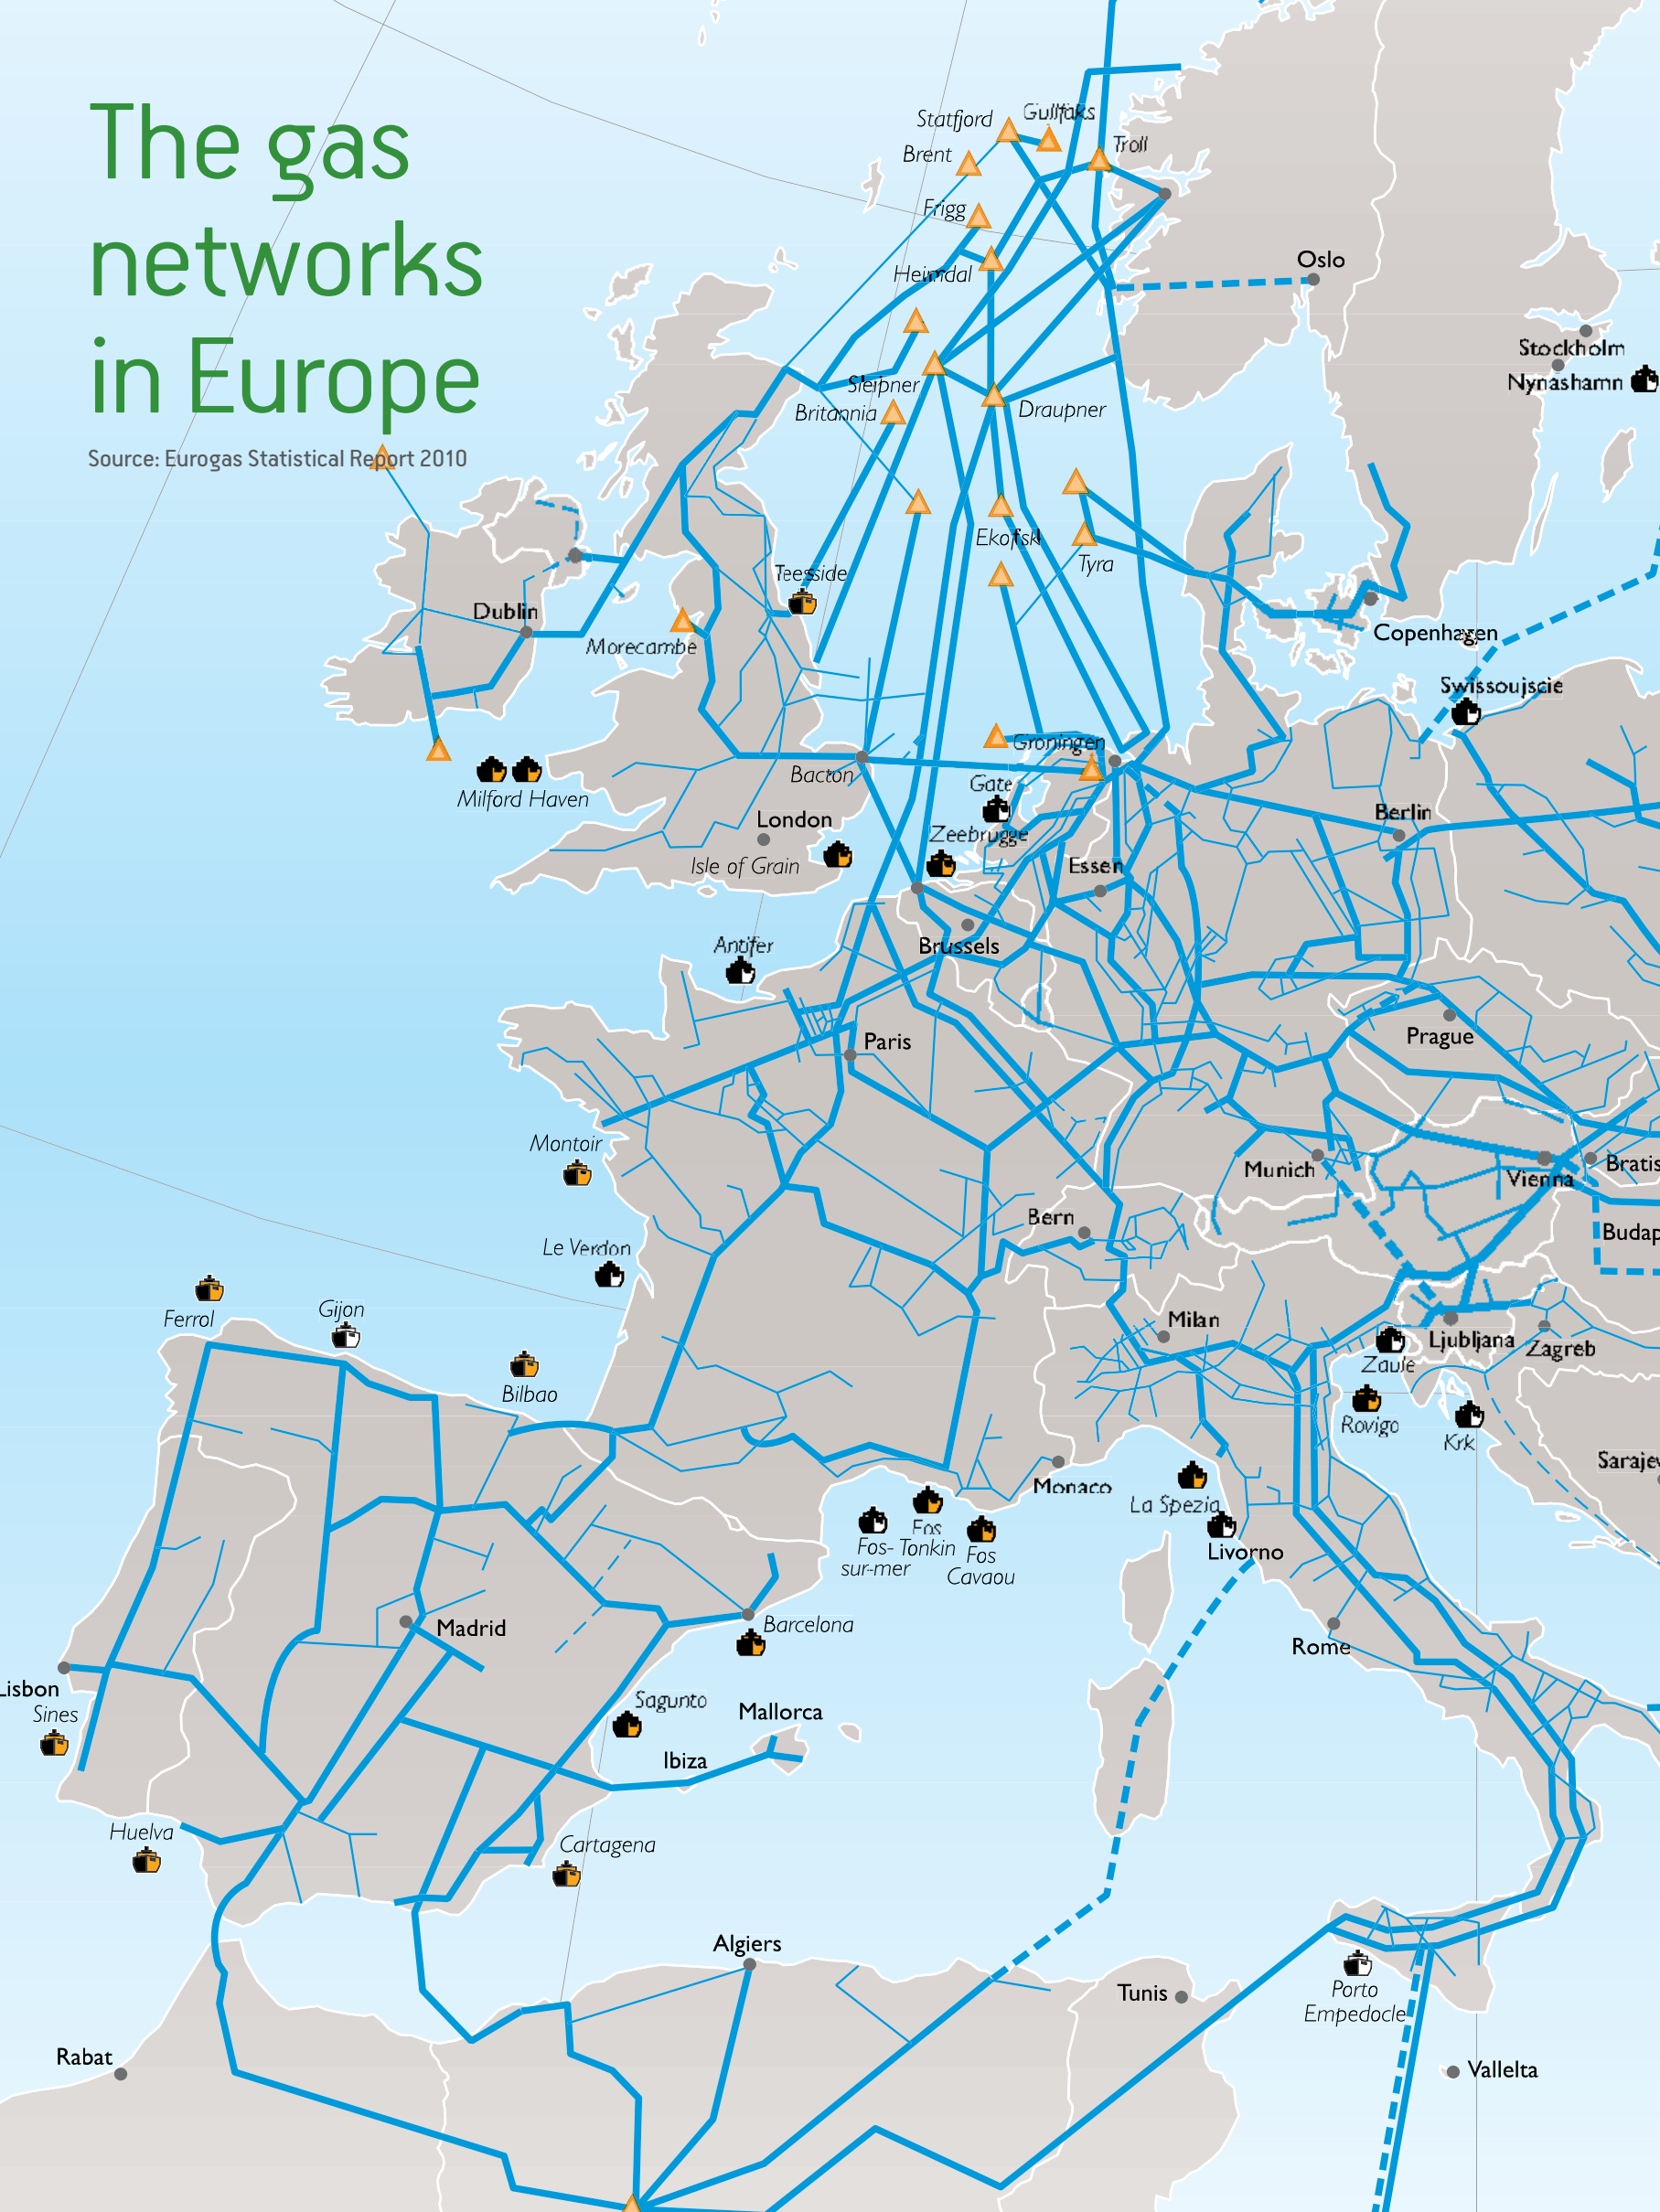 The gas
networks
in Europe
Source: Eurogas Statistical Report 2010
Statfjord
Gullfaks
Brent
Troll
Frigg
Heimdal
Oslo
Stockholm
Nynashamn
Sleipner
Britannia
Draupner
Ekofisk
Tyra
Teesside
Dublin
Morecambe
Copenhagen
Swissoujscie
Groningen
Bacton
Gate
Milford Haven
London
Zeebrugge
Berlin
Isle of Grain
Essen
Antifer
Brussels
Paris
Prague
Montoir
Munich
Vienna
Bratis
Bern
Budap
Le Verdon
Ferrol
Gijon
Milan
Ljubljana
Zagreb
Zaule
Bilbao
Rovigo
Krk
Monaco
Sarajev
La Spezia
Fos-
sur-mer
Fos
Tonkin
Fos
Cavaou
Livorno
Madrid
Barcelona
Rome
Lisbon
Sines
Sagunto
Mallorca
Ibiza
Huelva
Cartagena
Algiers
Tunis
Porto
Empedocle
Rabat
Vallelta